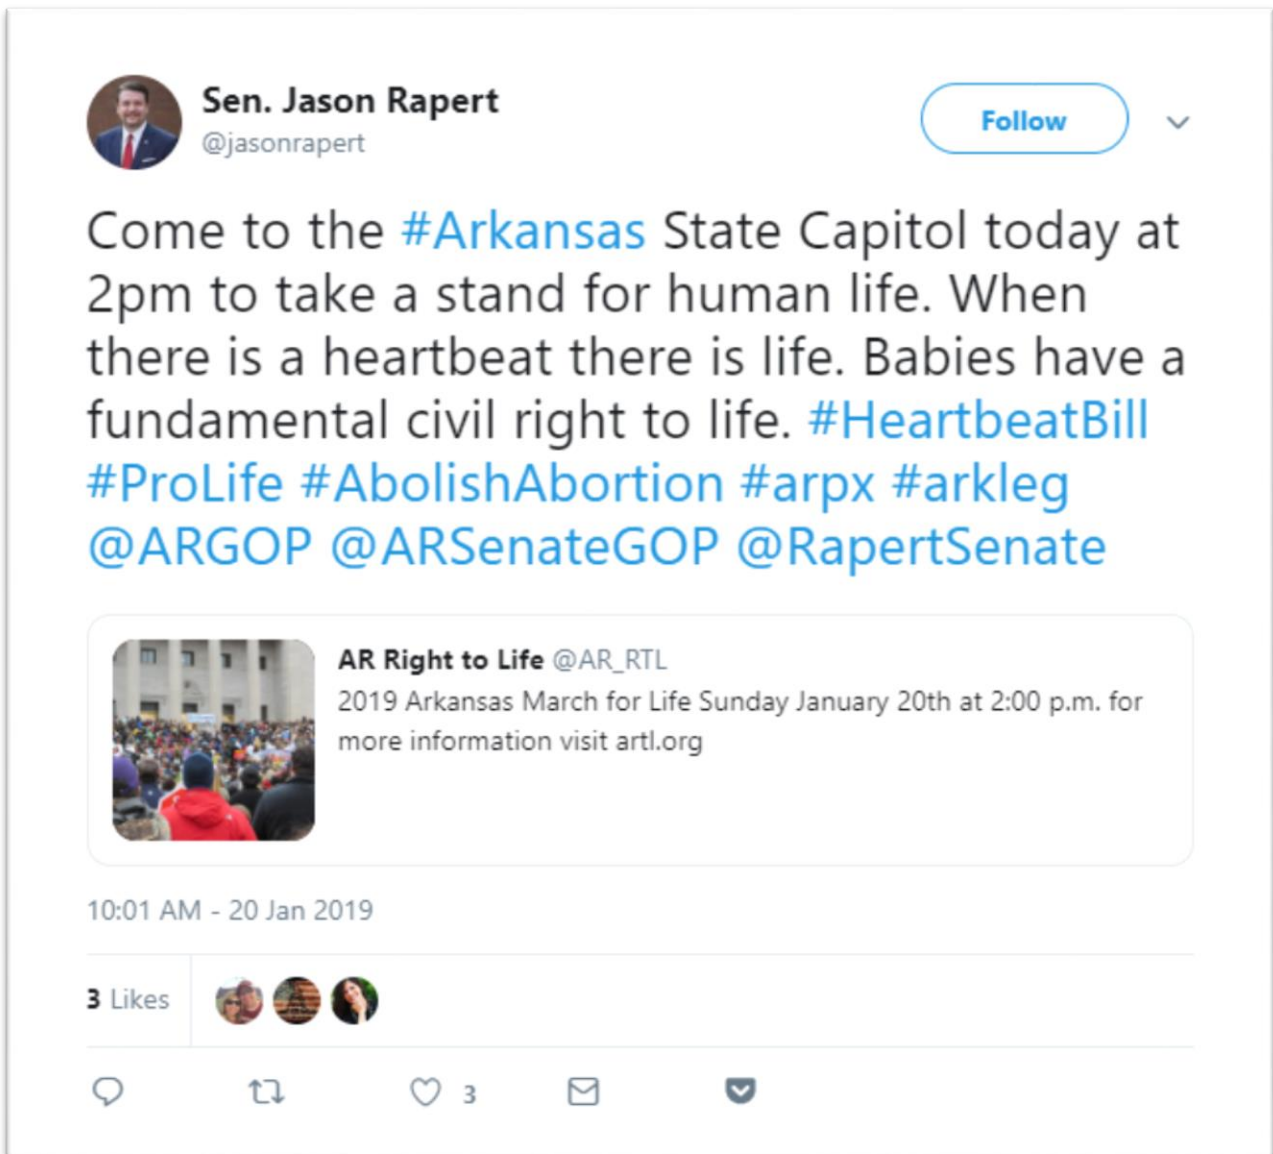 Sen. Jason Rapert
@jasonrapert
Follow
Come to the #Arkansas State Capitol today at
2pm to take a stand for human life. When
there is a heartbeat there is life. Babies have a
fundamental civil right to life. #HeartbeatBill
#ProLife #AbolishAbortion #arpx #arkleg
@ARGOP @ARSenateGOP @RapertSenate
AR Right to Life @AR_RTL
2019 Arkansas March for Life Sunday January 20th at 2:00 p.m. for
more information visit artl.org
10:01 AM - 20 Jan 2019
3 Likes
3